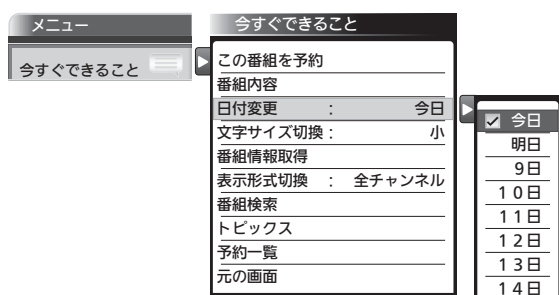 メニュー
今すぐできること
今すぐできること
この番組を予約
番組内容
日付変更 : 今日
文字サイズ切換 : 小
番組情報取得
表示形式切換 : 全チャンネル
番組検索
トピックス
予約一覧
元の画面
今日
明日
9日
10日
11日
12日
13日
14日